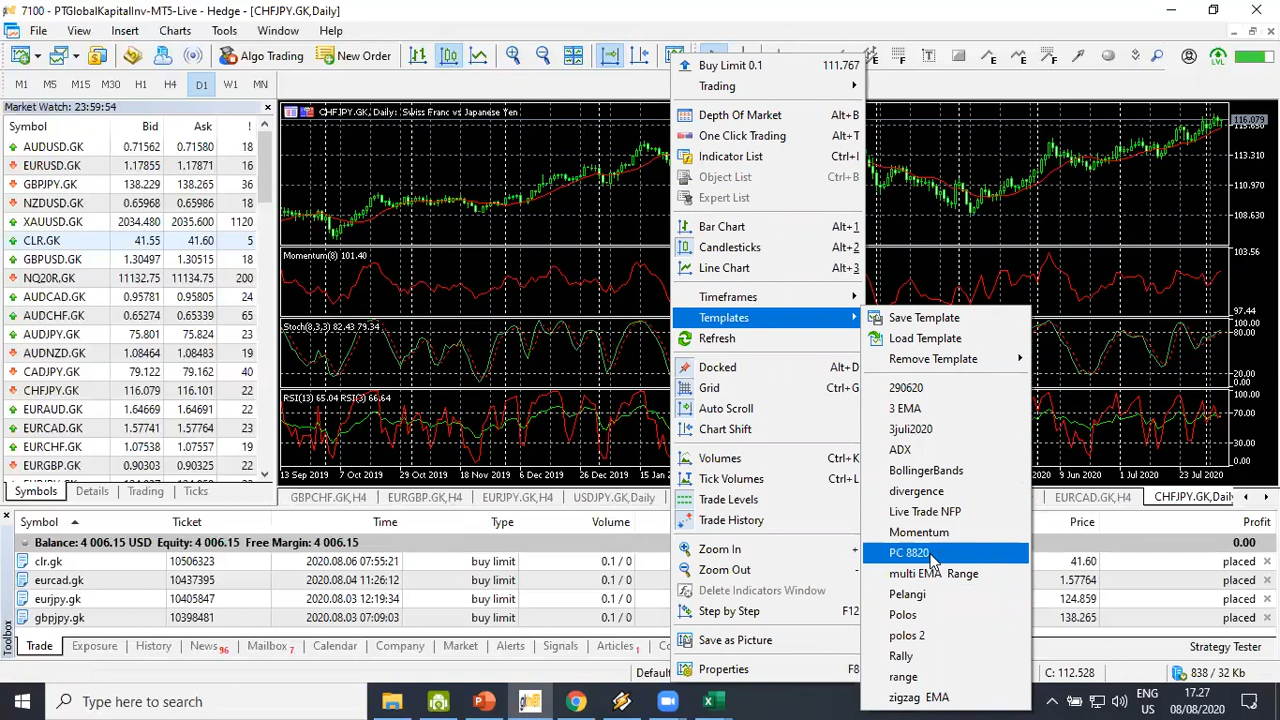 7100 - PTGlobalKapitalInv-MT5-Live - Hedge - [CHFJPY.GK,Daily]
File View Insert Charts Tools Window Help
Algo Trading New Order
M1 M5 M15 M30 H1 H4 D1 W1 MN
Market Watch: 23:59:54
Symbol Bid Ask !
AUDUSD.GK 0.71562 0.71580 18
EURUSD.GK 1.17855 1.17871 16
GBPJPY.GK 138.229 138.265 36
NZDUSD.GK 0.65968 0.65986 18
XAUUSD.GK 2034.480 2035.600 1120
CLR.GK 41.55 41.60 5
GBPUSD.GK 1.30497 1.30515 18
NQ20R.GK 11132.75 11134.75 200
AUDCAD.GK 0.95781 0.95805 24
AUDCHF.GK 0.65278 0.65299
AUDJPY.GK 75.801 75.824 23
AUDNZD.GK 1.08464 1.08483 19
CADJPY.GK 79.122 79.162 40
CHFJPY.GK 116.079 116.101 22
EURAUD.GK 1.64669 1.64687 18
EURCAD.GK 1.57741 1.57764 23
EURCHF.GK 1.07538 1.07557 19
EURGBP.GK 0.90303 0.90325 22
Symbols Details Trading Ticks
CHFJPY.GK, Daily: Swiss Franc vs Japanese Yen
116.079
113.310
110.970
108.630
Momentum(8) 101.40
103.56
97.44
Stoch(8,3,3) 82.43 79.34
100.00
80.00
20.00
0.00
RSI(13) 65.04 RSI(3) 66.64
100.00
70.00
30.00
0.00
13 Sep 2019 7 Oct 2019 29 Oct 2019 18 Nov 2019 6 Dec 2019 26 Dec 2019 15 Jan 2020 9 Jun 2020 1 Jul 2020 23 Jul 2020
GBPCHF.GK,H4 EURGBP.GK,H4 EURJPY.GK,H4 USDJPY.GK,Daily EURCAD.GK,H4 CHFJPY.GK,Daily
Buy Limit 0.1 111.767
Trading
Depth Of Market Alt+B
One Click Trading Alt+T
Indicator List Ctrl+I
Object List Ctrl+B
Expert List
Bar Chart Alt+1
Candlesticks Alt+2
Line Chart Alt+3
Timeframes
Templates
Refresh
Docked Alt+D
Grid Ctrl+G
Auto Scroll
Chart Shift
Volumes Ctrl+K
Tick Volumes Ctrl+L
Trade Levels
Trade History
Zoom In +
Zoom Out -
Delete Indicators Window
Step by Step F12
Save as Picture
Properties F8
Save Template
Load Template
Remove Template
290620
3 EMA
3juli2020
ADX
BollingerBands
divergence
Live Trade NFP
Momentum
PC 8820
multi EMA Range
Pelangi
Polos
polos 2
Rally
range
zigzag EMA
Symbol Ticket Time Type Volume Price Profit
Balance: 4 006.15 USD Equity: 4 006.15 Free Margin: 4 006.15 0.00
clr.gk 10506323 2020.08.06 07:55:21 buy limit 0.1 / 0 41.60 placed
eurcad.gk 10437395 2020.08.04 11:26:12 buy limit 0.1 / 0 1.57764 placed
eurjpy.gk 10405847 2020.08.03 12:19:34 buy limit 0.1 / 0 124.859 placed
gbpjpy.gk 10398481 2020.08.03 07:09:03 buy limit 0.1 / 0 138.265 placed
Toolbox
Trade Exposure History News 96 Mailbox 7 Calendar Company Market Alerts Signals Articles Strategy Tester
C: 112.528 838 / 32 Kb
Type here to search
LVL
ENG
US
17.27
08/08/2020